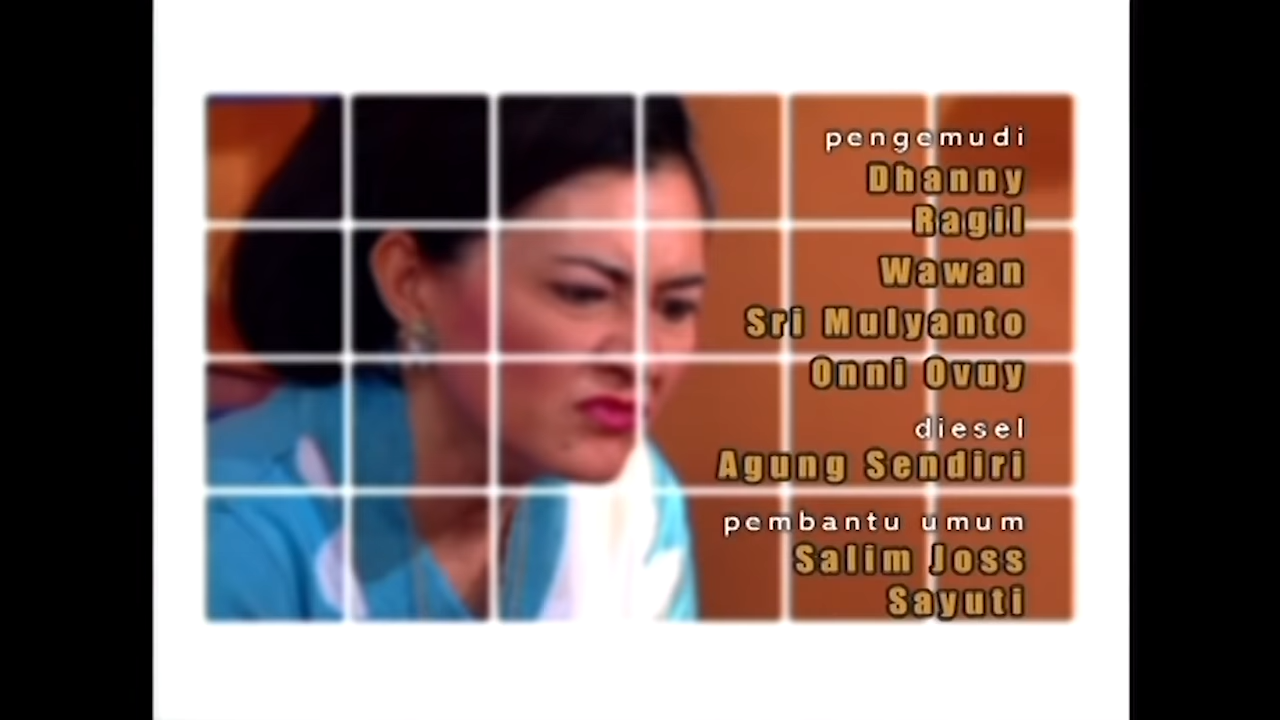 pengemudi
Dhanny
Ragil
Wawan
Sri Mulyanto
Onni Ovuy
diesel
Agung Sendiri
pembantu umum
Salim Joss
Sayuti